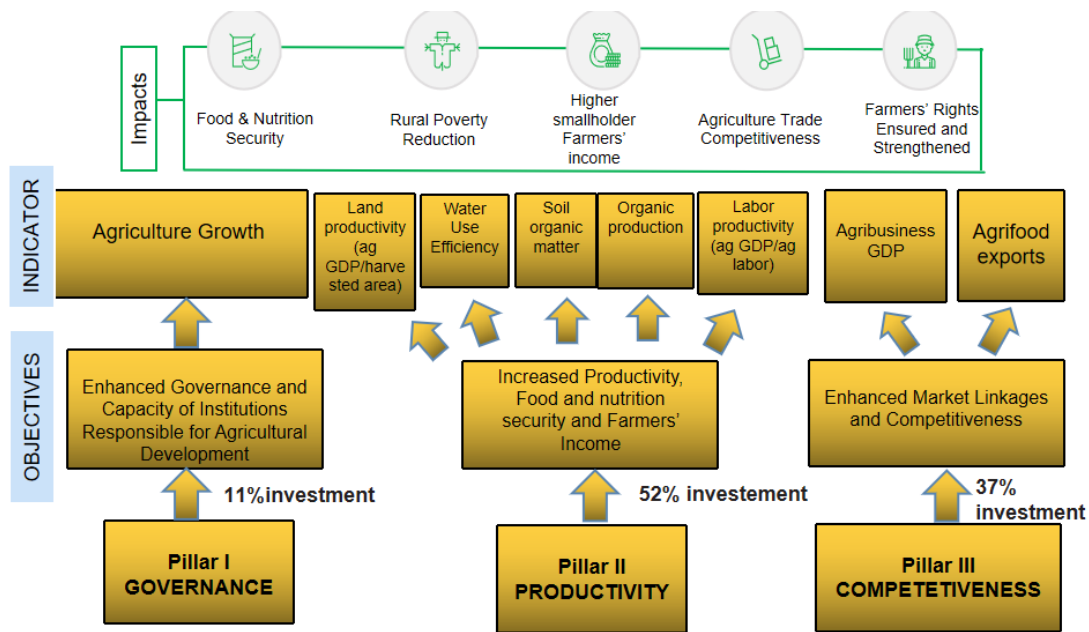 Impacts
Food & Nutrition
Security
Rural Poverty
Reduction
Higher
smallholder
Farmers'
income
Agriculture Trade
Competitiveness
Farmers' Rights
Ensured and
Strengthened
INDICATOR
Agriculture Growth
Land
productivity
(ag
GDP/harve
sted area)
Water
Use
Efficiency
Soil
organic
matter
Organic
production
Labor
productivity
(ag GDP/ag
labor)
Agribusiness
GDP
Agrifood
exports
OBJECTIVES
Enhanced Governance and
Capacity of Institutions
Responsible for Agricultural
Development
Increased Productivity,
Food and nutrition
security and Farmers'
Income
Enhanced Market Linkages
and Competitiveness
11%investment
52% investement
37%
investment
Pillar I
GOVERNANCE
Pillar II
PRODUCTIVITY
Pillar III
COMPETETIVENESS